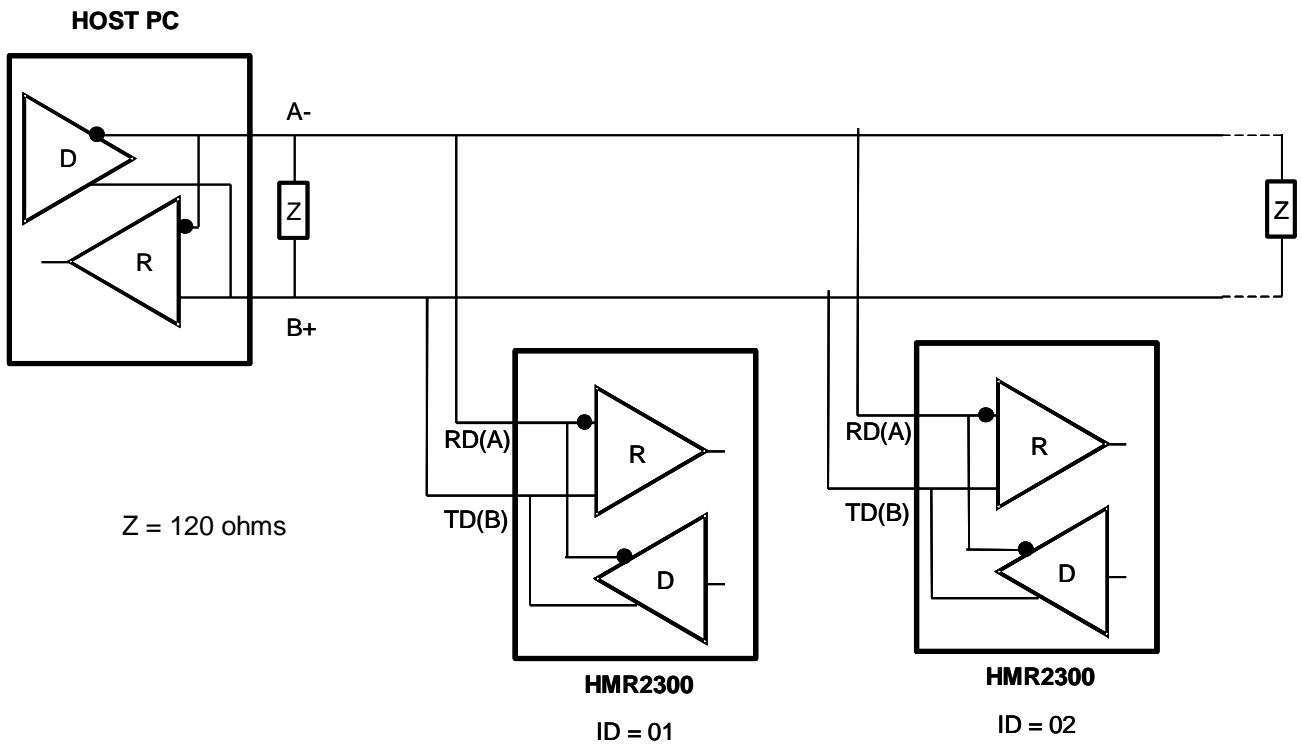 HOST PC
A-
D
Z
Z
R
B+
RD(A)
R
RD(A)
R
TD(B)
TD(B)
Z = 120 ohms
D
D
HMR2300
ID = 01
HMR2300
ID = 02